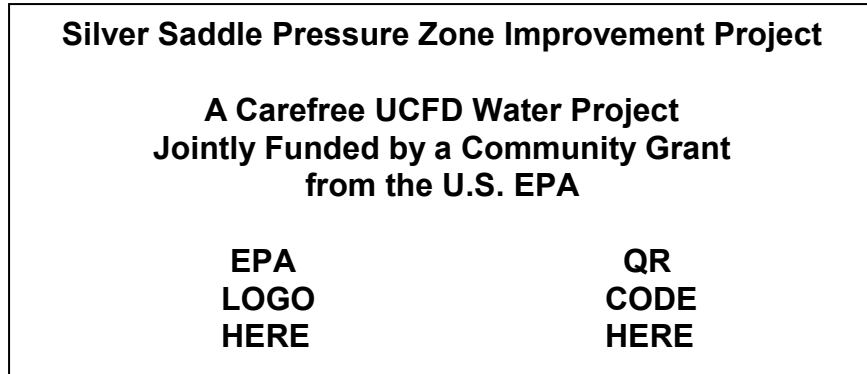 Silver Saddle Pressure Zone Improvement Project
A Carefree UCFD Water Project
Jointly Funded by a Community Grant
from the U.S. EPA
EPA QR
LOGO CODE
HERE HERE